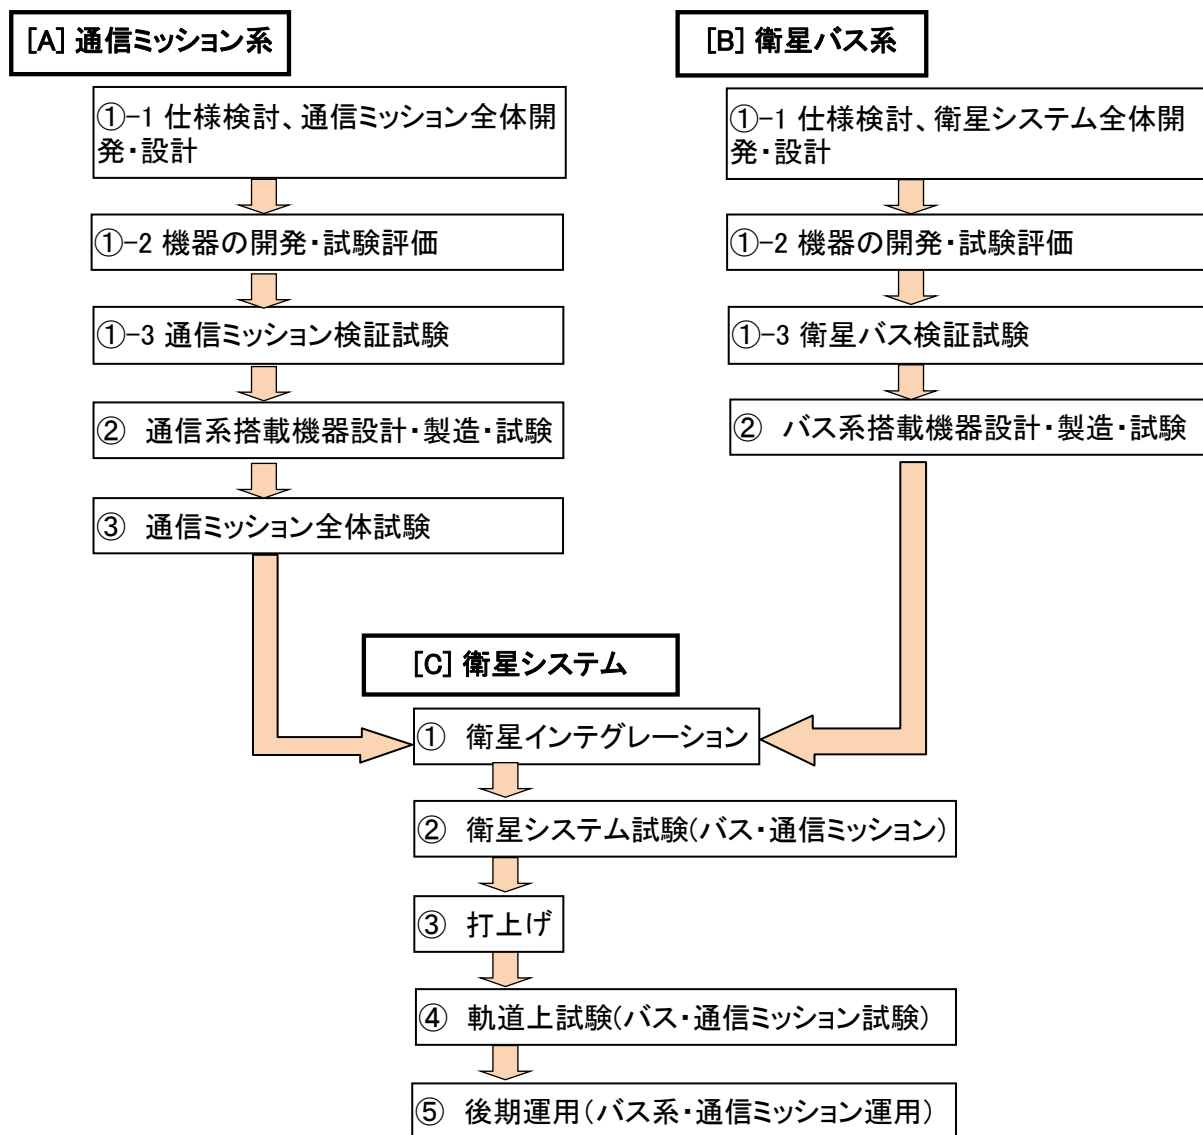 [A] 通信ミッション系
①-1 仕様検討、通信ミッション全体開
発・設計
①-2 機器の開発・試験評価
①-3 通信ミッション検証試験
② 通信系搭載機器設計・製造・試験
③ 通信ミッション全体試験
[B] 衛星バス系
①-1 仕様検討、衛星システム全体開
発・設計
①-2 機器の開発・試験評価
①-3 衛星バス検証試験
② バス系搭載機器設計・製造・試験
[C] 衛星システム
① 衛星インテグレーション
② 衛星システム試験(バス・通信ミッション)
③ 打上げ
④ 軌道上試験(バス・通信ミッション試験)
⑤ 後期運用(バス系・通信ミッション運用)